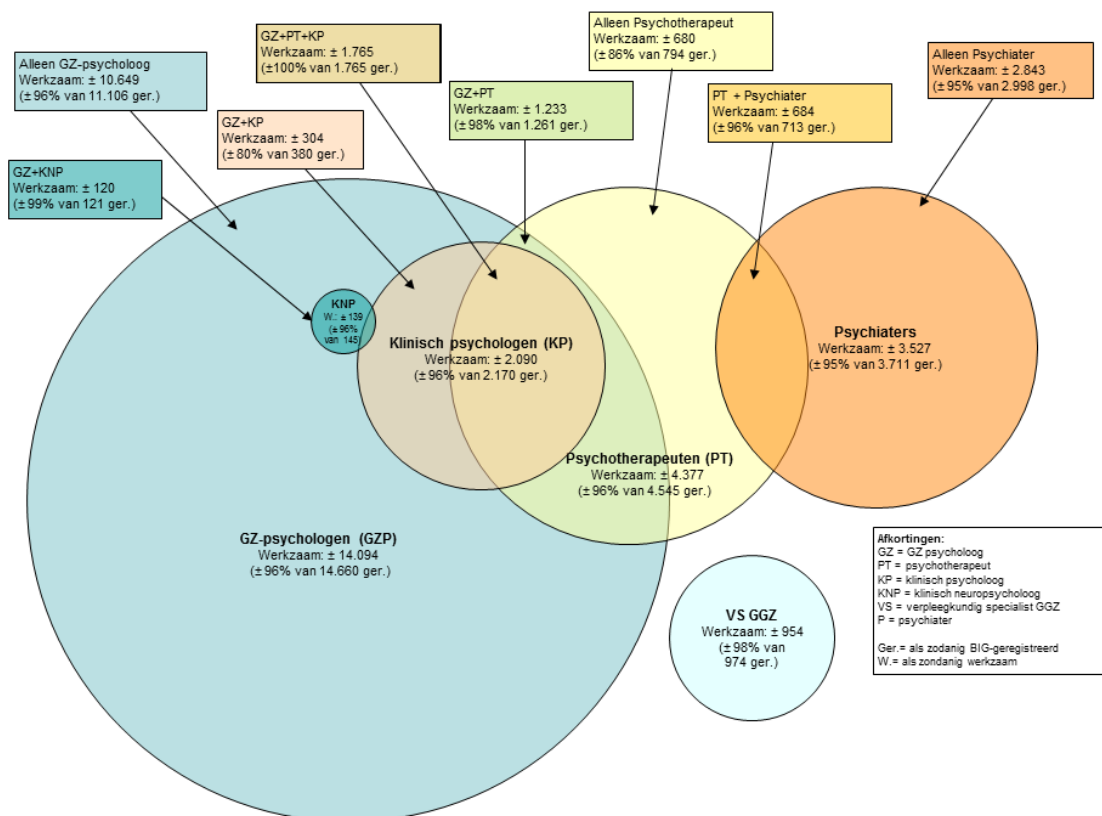 GZ+PT+KP
Werkzaam: ± 1.765
(±100% van 1.765 ger.)
Alleen Psychotherapeut
Werkzaam: ± 680
(±86% van 794 ger.)
Alleen GZ-psycholoog
Werkzaam: ± 10.649
(±96% van 11.106 ger.)
Alleen Psychiater
Werkzaam: ± 2.843
(±95% van 2.998 ger.)
GZ+PT
Werkzaam: ± 1.233
(±98% van 1.261 ger.)
PT + Psychiater
Werkzaam: ± 684
(±96% van 713 ger.)
GZ+KP
Werkzaam: ± 304
(±80% van 380 ger.)
GZ+KNP
Werkzaam: ± 120
(±99% van 121 ger.)
KNP
W.: ± 139
(±96%
van 145)
Klinisch psychologen (KP)
Werkzaam: ± 2.090
(±96% van 2.170 ger.)
Psychiaters
Werkzaam: ± 3.527
(±95% van 3.711 ger.)
Psychotherapeuten (PT)
Werkzaam: ± 4.377
(±96% van 4.545 ger.)
GZ-psychologen (GZP)
Werkzaam: ± 14.094
(±96% van 14.660 ger.)
VS GGZ
Werkzaam: ± 954
(±98% van
974 ger.)
Afkortingen:
GZ = GZ psycholoog
PT = psychotherapeut
KP = klinisch psycholoog
KNP = klinisch neuropsycholoog
VS = verpleegkundig specialist GGZ
P = psychiater
Ger.= als zodanig BIG-geregistreerd
W.= als zondanig werkzaam